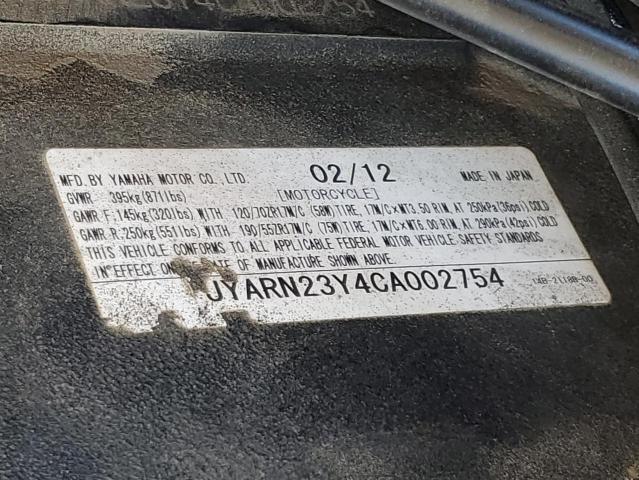 MFD. BY YAMAHA MOTOR CO., LTD. 02/12 MADE IN JAPAN
GVWR 395kg(871lbs) [MOTORCYCLE]
GAWR F. 145kg(320lbs) WITH 120/70ZR17M/C (58W) TIRE, 17M/C×MT3.50 RIM, AT 250kPa(36psi) COLD
GAWR R. 250kg(551lbs) WITH 190/55ZR17M/C (75W) TIRE, 17M/C×MT6.00 RIM, AT 290kPa(42psi) COLD
THIS VEHICLE CONFORMS TO ALL APPLICABLE FEDERAL MOTOR VEHICLE SAFETY STANDARDS
IN EFFECT ON THE DATE OF MANUFACTURE SHOWN ABOVE.
JYARN23Y4CA002754
14B-2118B-00